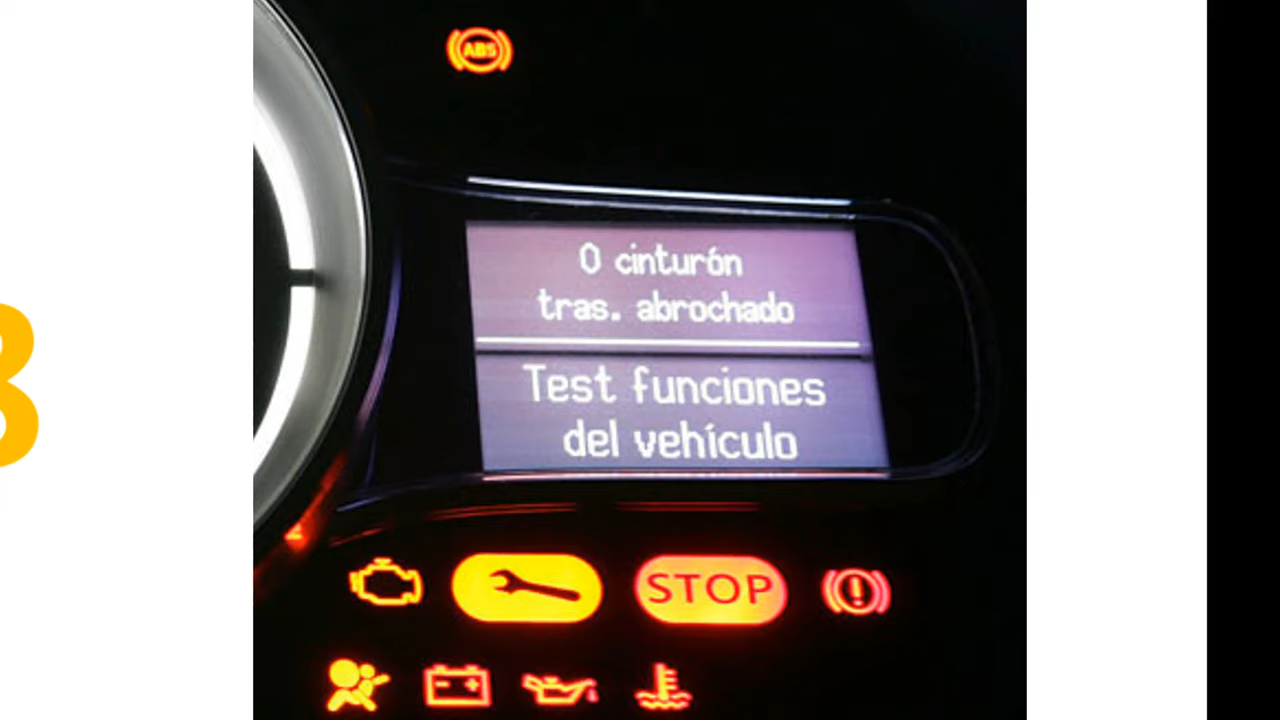 ABS
0 cinturón
tras. abrochado
Test funciones
del vehículo
STOP